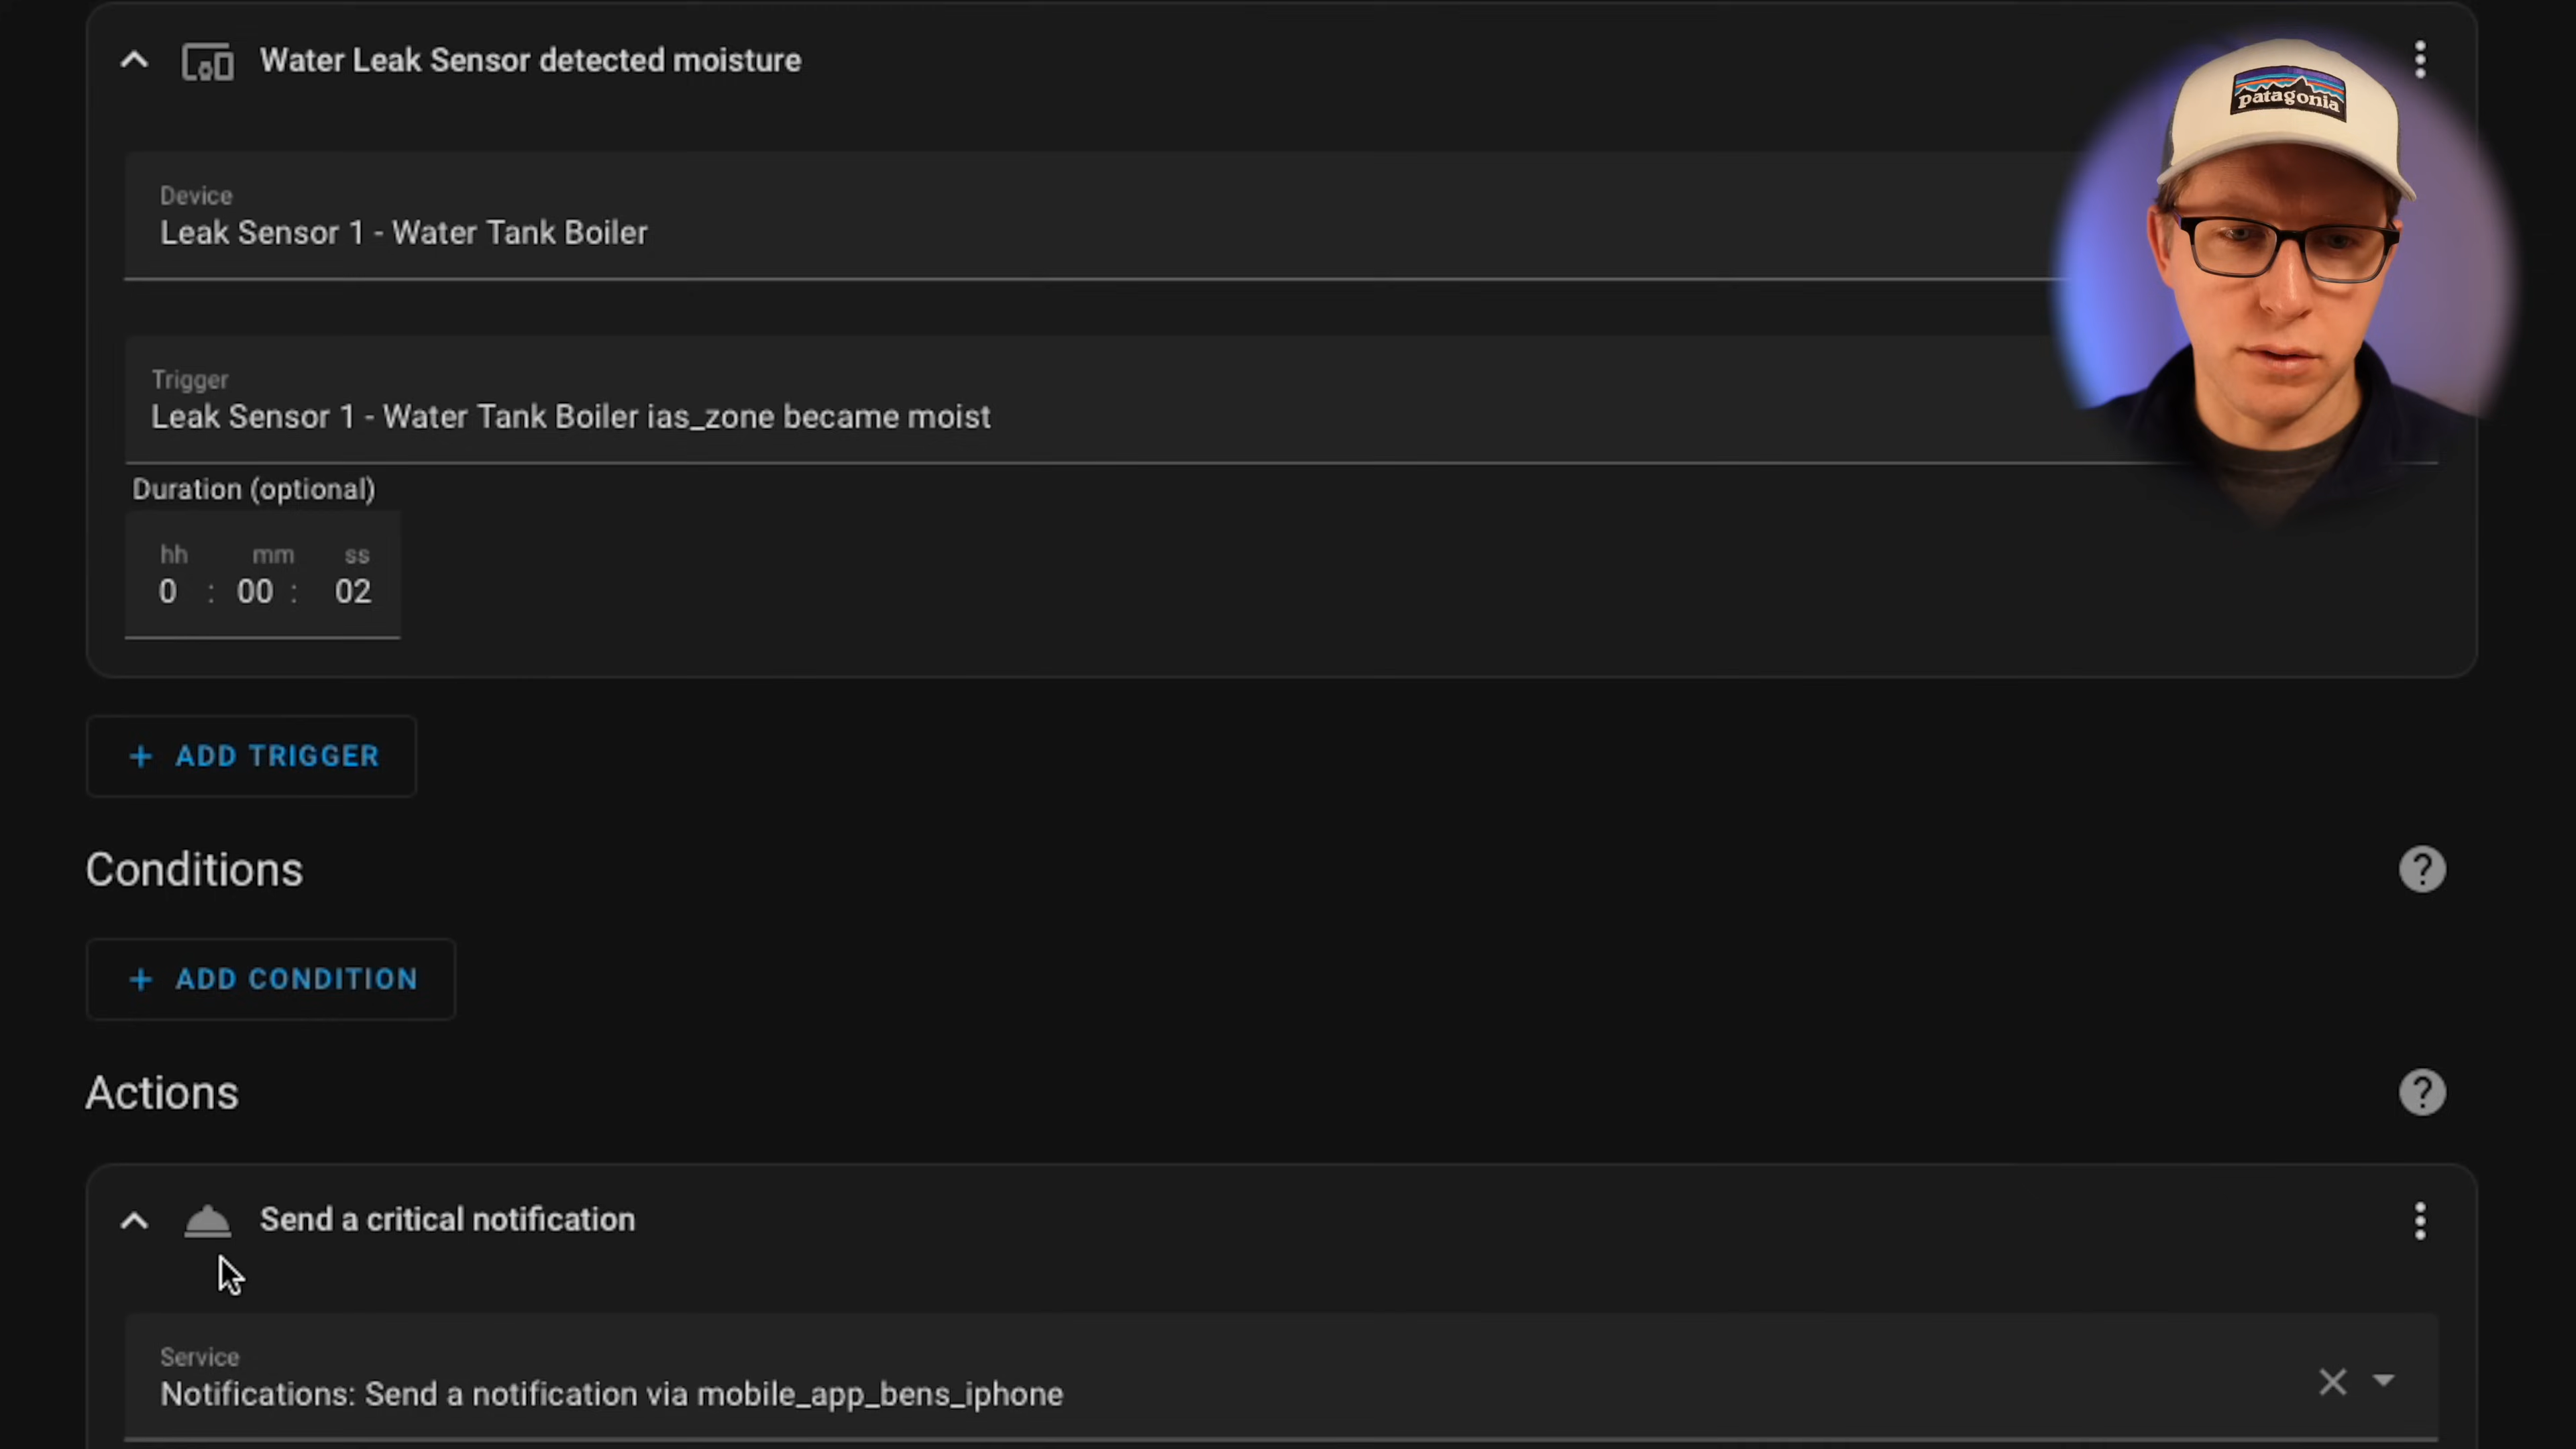 Water Leak Sensor detected moisture
patagonia
Device
Leak Sensor 1 - Water Tank Boiler
Trigger
Leak Sensor 1 - Water Tank Boiler ias_zone became moist
Duration (optional)
hh mm ss
0 : 00 : 02
+ ADD TRIGGER
Conditions
?
+ ADD CONDITION
Actions
?
Send a critical notification
Service
Notifications: Send a notification via mobile_app_bens_iphone